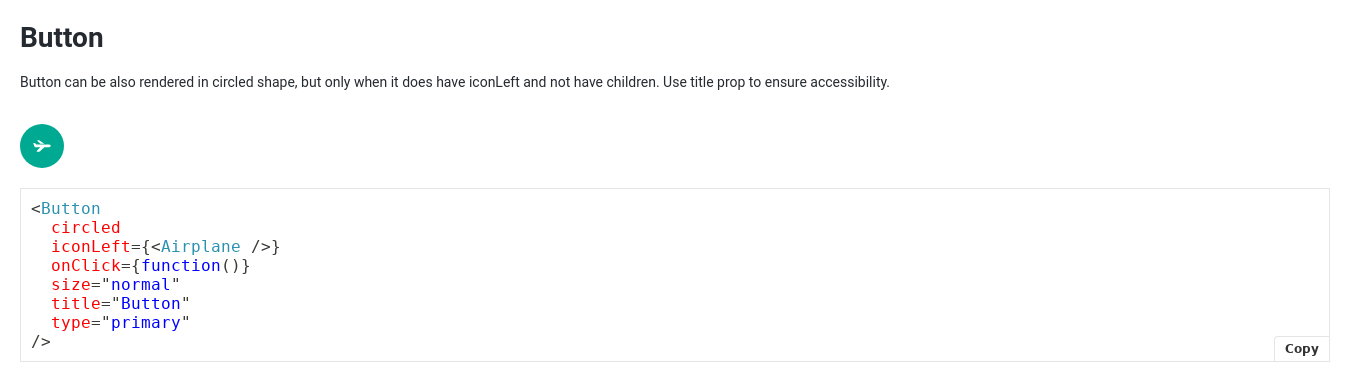 Button
Button can be also rendered in circled shape, but only when it does have iconLeft and not have children. Use title prop to ensure accessibility.
<Button
  circled
  iconLeft={<Airplane />}
  onClick={function()}
  size="normal"
  title="Button"
  type="primary"
/>
Copy